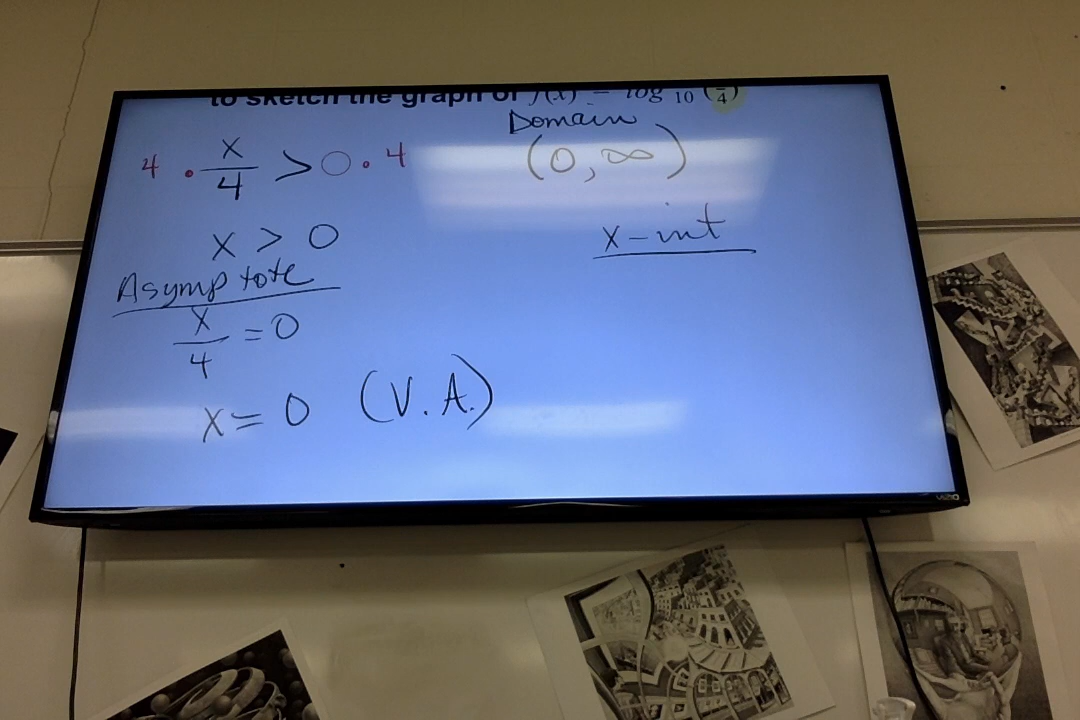 to sketch the graph of f(x) = log 10 (x/4)
Domain
4 · x/4 > 0 · 4
(0, ∞)
x > 0
x-int
Asymptote
x/4 = 0
x = 0 (V.A.)
VIZIO